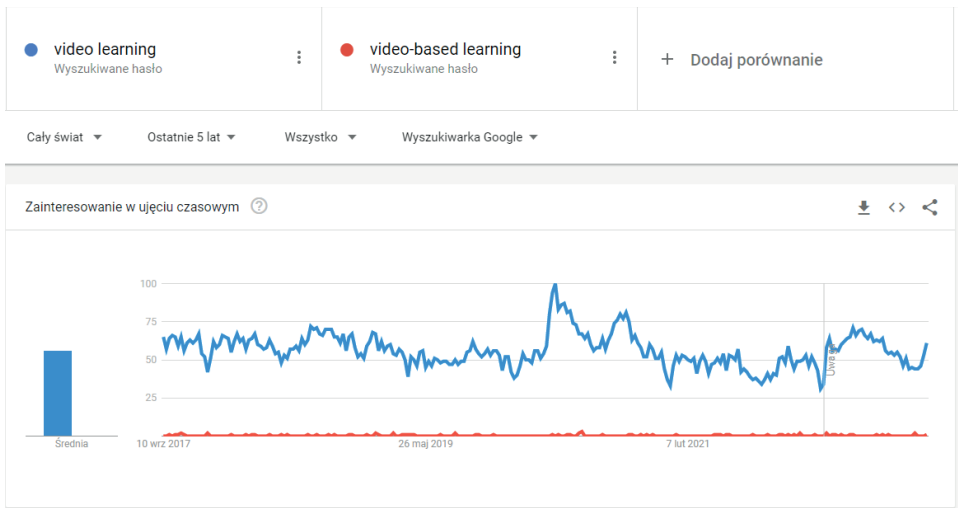 video learning
Wyszukiwane hasło
video-based learning
Wyszukiwane hasło
+ Dodaj porównanie
Cały świat
Ostatnie 5 lat
Wszystko
Wyszukiwarka Google
Zainteresowanie w ujęciu czasowym
100
75
50
25
Średnia
10 wrz 2017
26 maj 2019
7 lut 2021
Uwaga